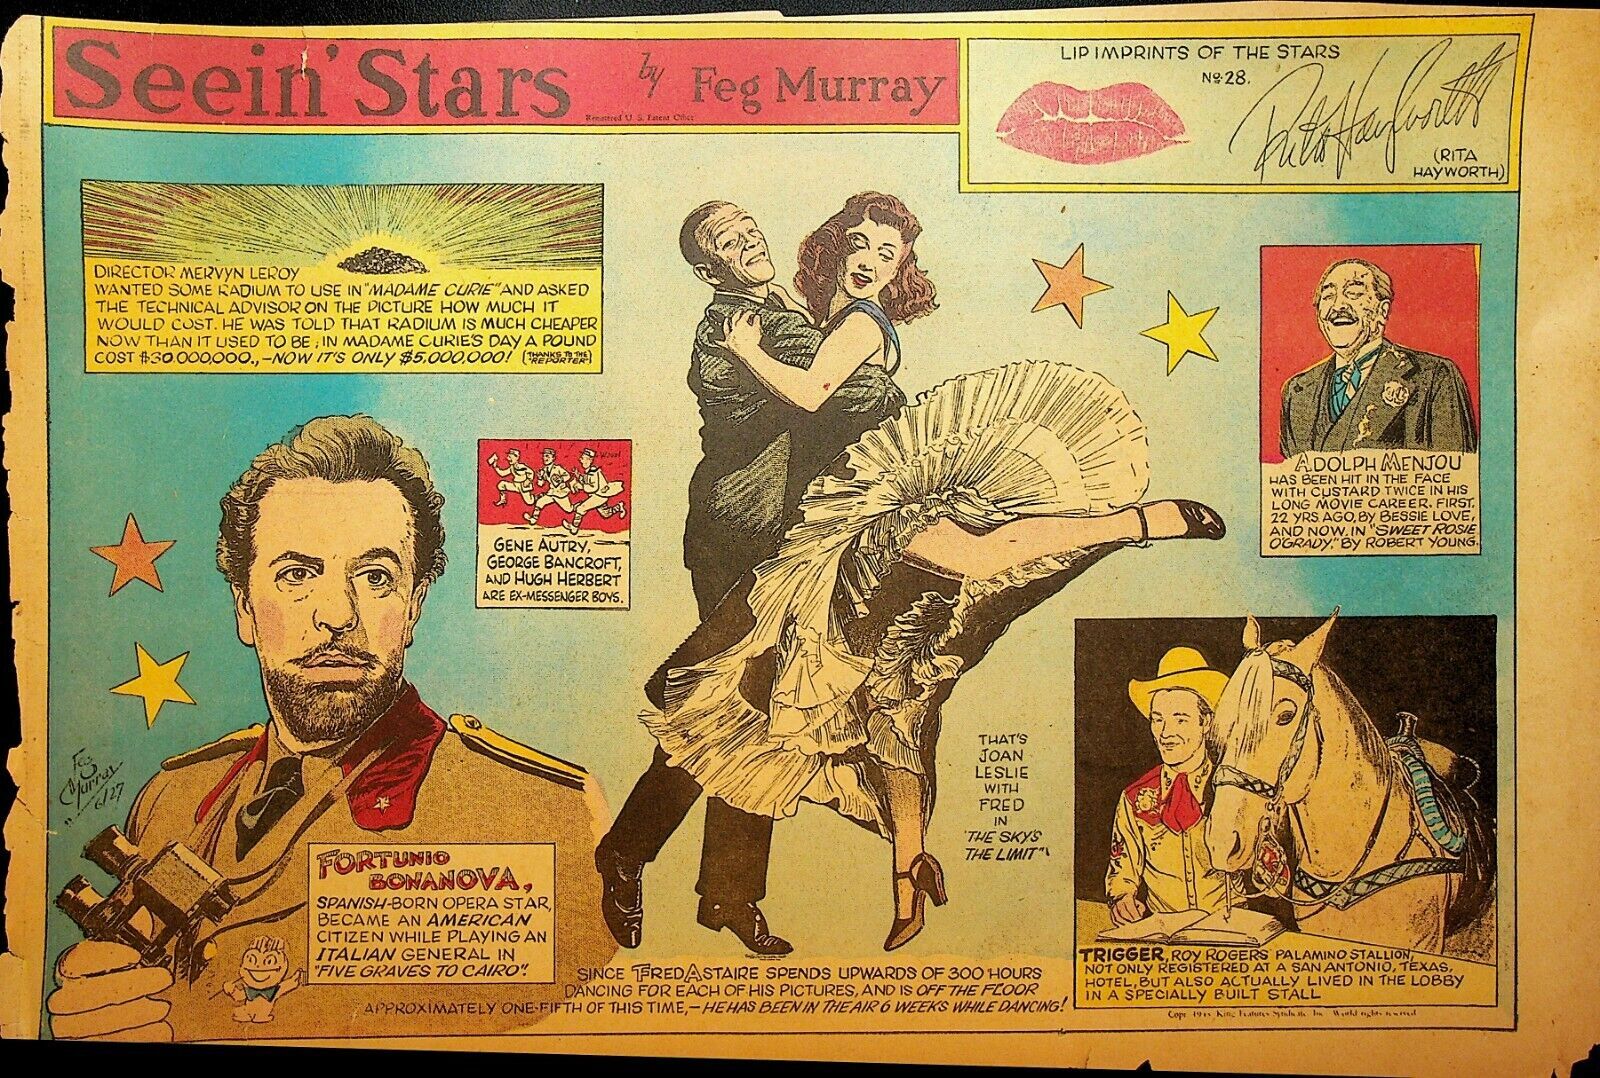 Seein' Stars by Feg Murray
Registered U. S. Patent Office
LIP IMPRINTS OF THE STARS
No. 28.
Rita Hayworth
(RITA
HAYWORTH)
DIRECTOR MERVYN LEROY
WANTED SOME RADIUM TO USE IN "MADAME CURIE" AND ASKED
THE TECHNICAL ADVISOR ON THE PICTURE HOW MUCH IT
WOULD COST. HE WAS TOLD THAT RADIUM IS MUCH CHEAPER
NOW THAN IT USED TO BE; IN MADAME CURIE'S DAY A POUND
COST $30000,000.,-NOW IT'S ONLY $5,000,000! (THANKS TO THE
"REPORTER")
GENE AUTRY,
GEORGE BANCROFT,
AND HUGH HERBERT
ARE EX-MESSENGER BOYS.
ADOLPH MENJOU
HAS BEEN HIT IN THE FACE
WITH CUSTARD TWICE IN HIS
LONG MOVIE CAREER. FIRST,
22 YRS AGO, BY BESSIE LOVE,
AND NOW, IN "SWEET ROSIE
O'GRADY," BY ROBERT YOUNG.
Feg
Murray
6/27
FORTUNIO
BONANOVA,
SPANISH-BORN OPERA STAR,
BECAME AN AMERICAN
CITIZEN WHILE PLAYING AN
ITALIAN GENERAL IN
"FIVE GRAVES TO CAIRO".
THAT'S
JOAN
LESLIE
WITH
FRED
IN
"THE SKY'S
THE LIMIT"
SINCE FRED ASTAIRE SPENDS UPWARDS OF 300 HOURS
DANCING FOR EACH OF HIS PICTURES, AND IS OFF THE FLOOR
APPROXIMATELY ONE-FIFTH OF THIS TIME,-HE HAS BEEN IN THE AIR 6 WEEKS WHILE DANCING!
TRIGGER, ROY ROGERS PALAMINO STALLION,
NOT ONLY REGISTERED AT A SAN ANTONIO, TEXAS,
HOTEL, BUT ALSO ACTUALLY LIVED IN THE LOBBY
IN A SPECIALLY BUILT STALL
King Features Syndicate, Inc. World rights reserved